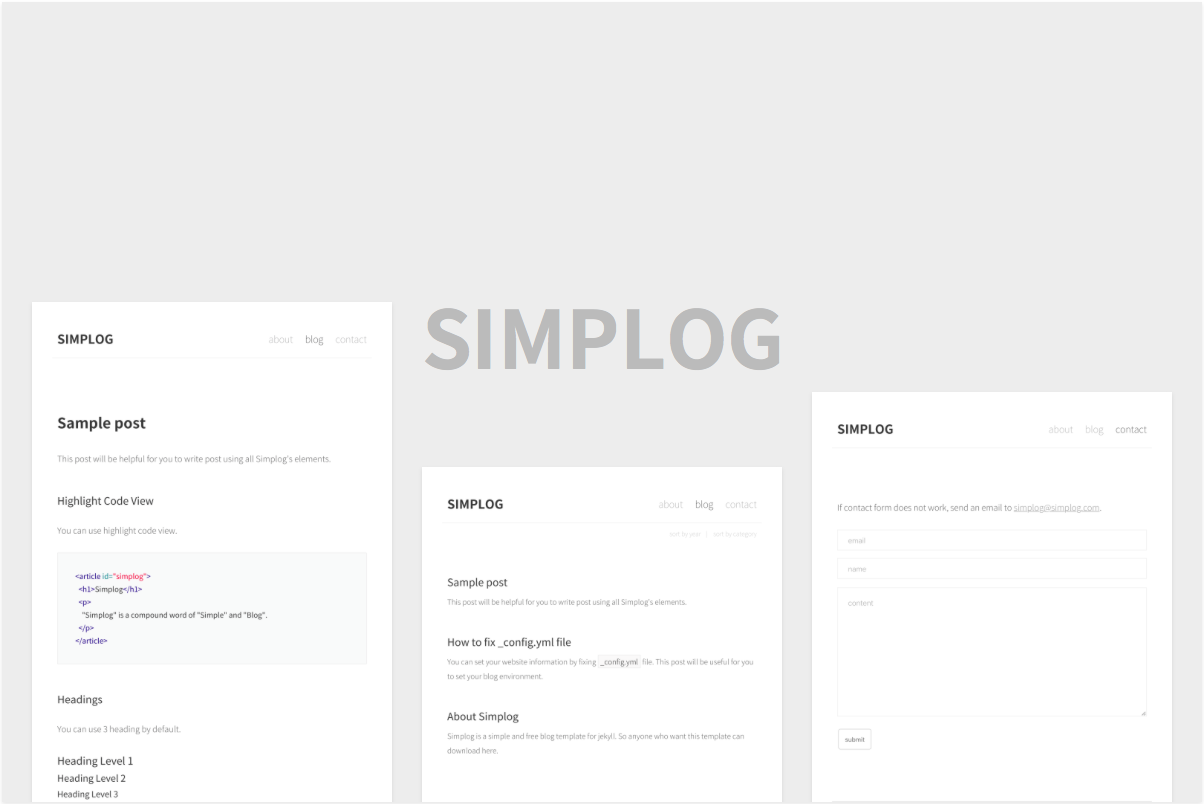 SIMPLOG
SIMPLOG
about blog contact
Sample post
This post will be helpful for you to write post using all Simplog's elements.
Highlight Code View
You can use highlight code view.
<article id="simplog">
<h1>Simplog</h1>
<p>
"Simplog" is a compound word of "Simple" and "Blog".
</p>
</article>
Headings
You can use 3 heading by default.
Heading Level 1
Heading Level 2
Heading Level 3
SIMPLOG
about blog contact
sort by year / sort by category
Sample post
This post will be helpful for you to write post using all Simplog's elements.
How to fix _config.yml file
You can set your website information by fixing _config.yml file. This post will be useful for you
to set your blog environment.
About Simplog
Simplog is a simple and free blog template for jekyll. So anyone who want this template can
download here.
SIMPLOG
about blog contact
If contact form does not work, send an email to simplog@simplog.com.
email
name
content
submit